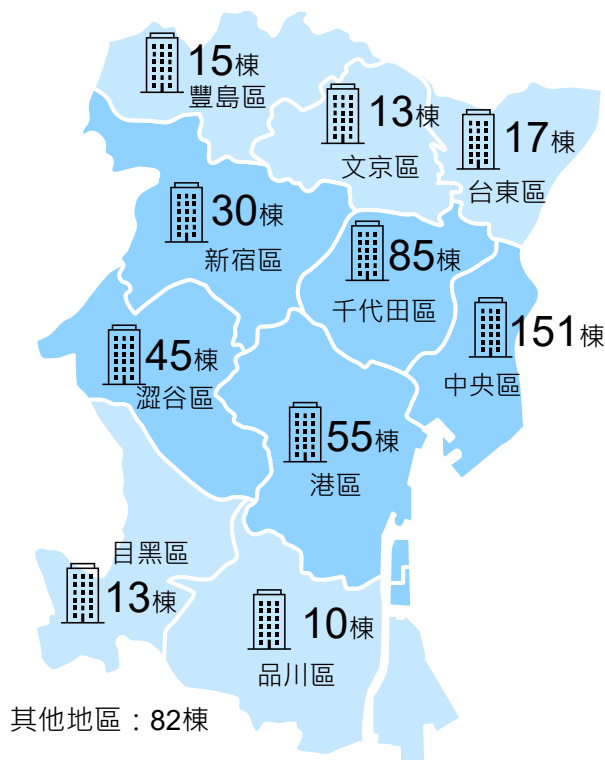 15棟
豐島區
13棟
文京區
17棟
台東區
30棟
新宿區
85棟
千代田區
151棟
中央區
45棟
澀谷區
55棟
港區
目黑區
13棟
10棟
品川區
其他地區：82棟